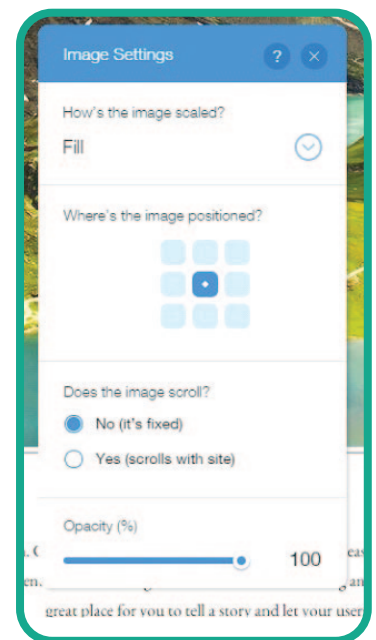 Image Settings ? ×
How's the image scaled?
Fill
Where's the image positioned?
Does the image scroll?
No (it's fixed)
Yes (scrolls with site)
Opacity (%)
100
great place for you to tell a story and let your user